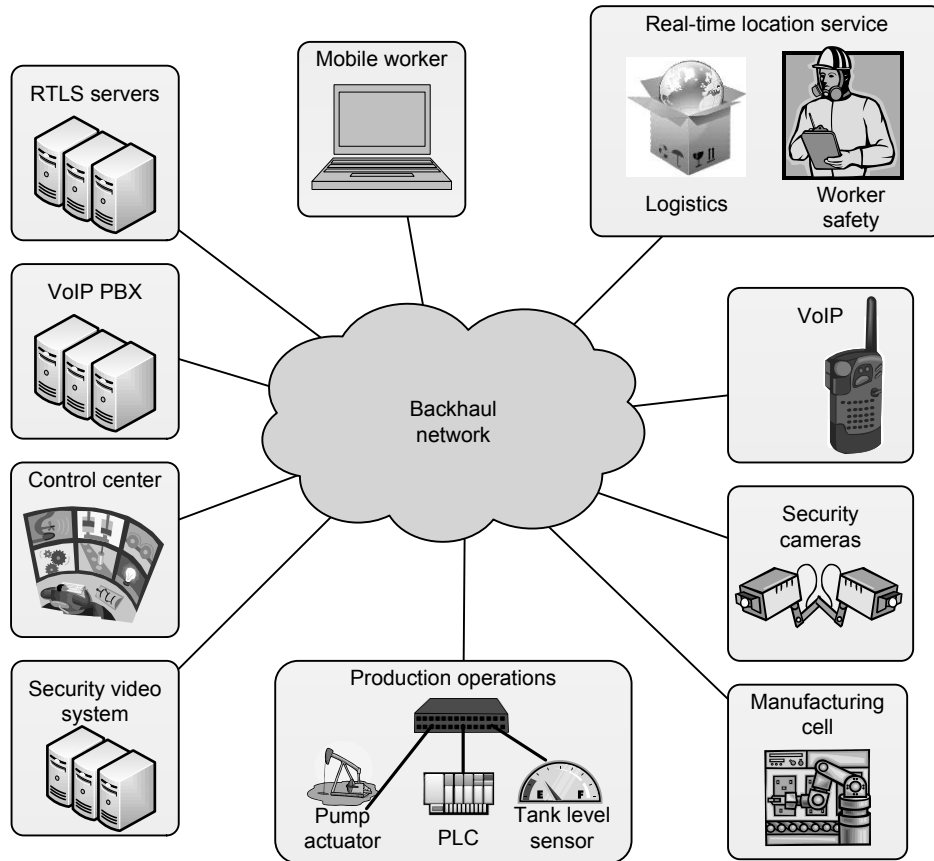 Real-time location service
Mobile worker
RTLS servers
Logistics
Worker
safety
VoIP PBX
VoIP
Backhaul
network
Control center
Security
cameras
Production operations
Security video
system
Manufacturing
cell
E
F
Pump
actuator
PLC
Tank level
sensor